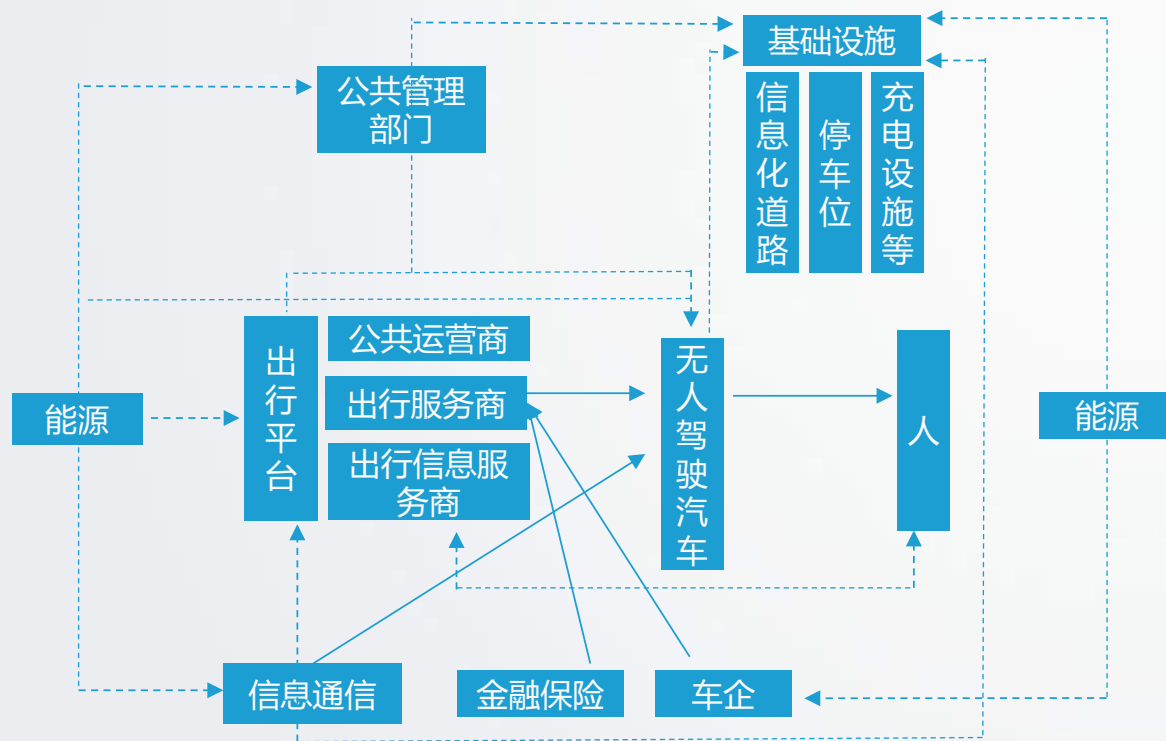 基础设施
公共管理
部门
信息化道路
停车位
充电设施等
出行平台
公共运营商
出行服务商
出行信息服
务商
无人驾驶汽车
人
能源
能源
信息通信
金融保险
车企